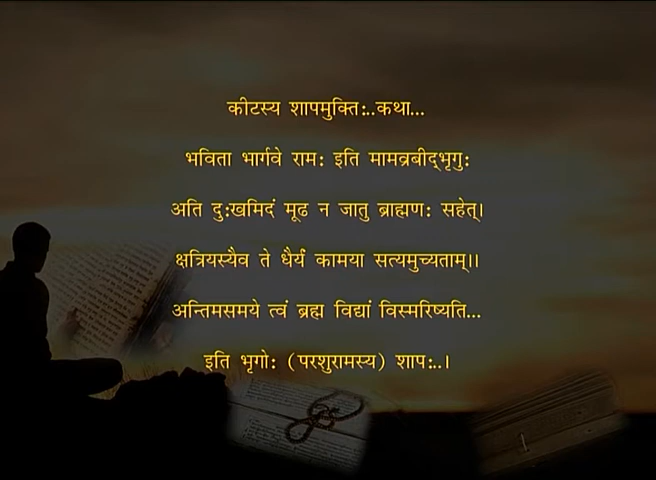 कीटस्य शापमुक्ति:..कथा...
भविता भार्गवे राम: इति मामब्रबीद्भृगु:
अति दु:खमिदं मूढ न जातु ब्राह्मण: सहेत्।
क्षत्रियस्यैव ते धैर्यं कामया सत्यमुच्यताम्।।
अन्तिमसमये त्वं ब्रह्म विद्यां विस्मरिष्यति...
इति भृगो: (परशुरामस्य) शाप:..।